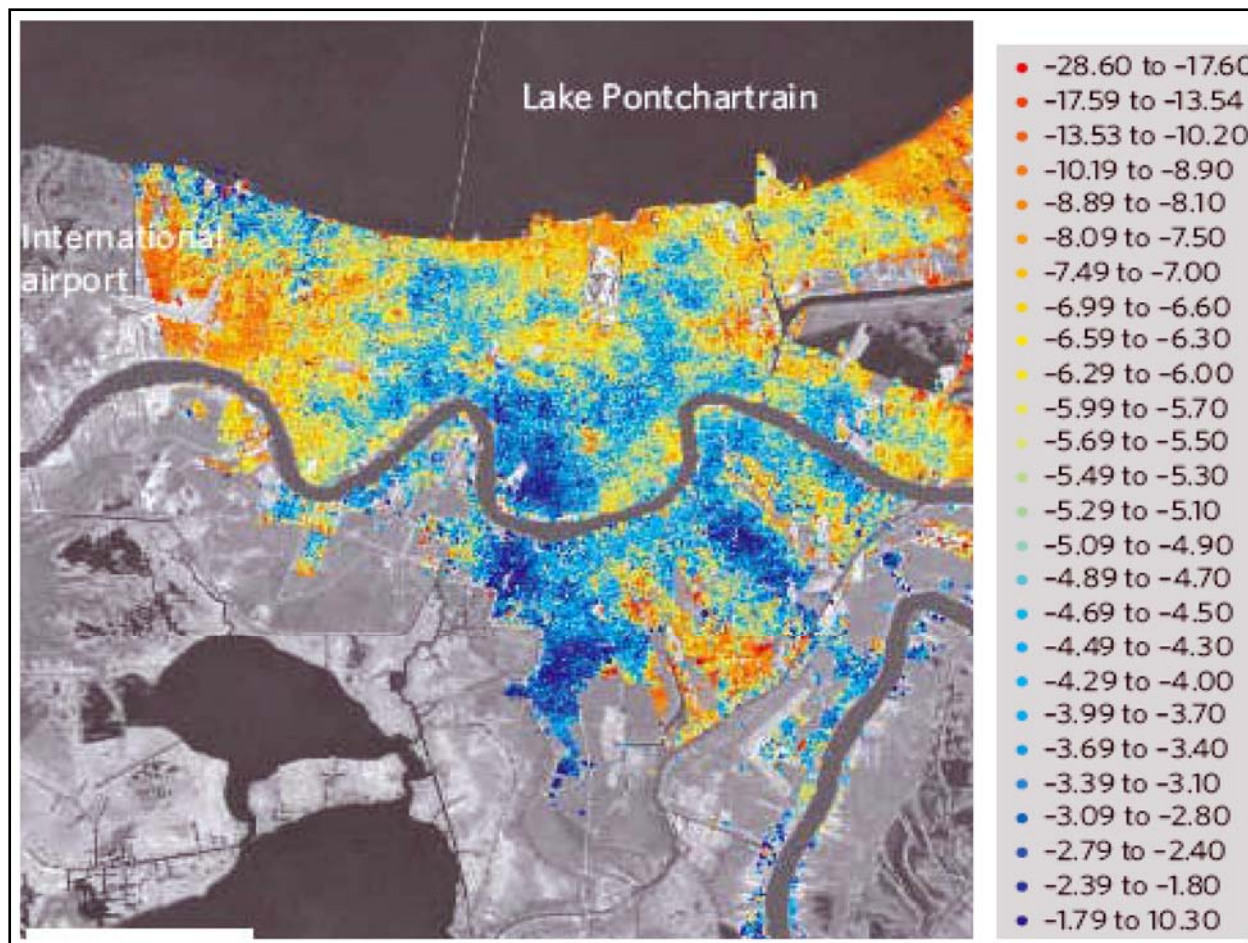 Lake Pontchartrain
International
airport
−28.60 to −17.60
−17.59 to −13.54
−13.53 to −10.20
−10.19 to −8.90
−8.89 to −8.10
−8.09 to −7.50
−7.49 to −7.00
−6.99 to −6.60
−6.59 to −6.30
−6.29 to −6.00
−5.99 to −5.70
−5.69 to −5.50
−5.49 to −5.30
−5.29 to −5.10
−5.09 to −4.90
−4.89 to −4.70
−4.69 to −4.50
−4.49 to −4.30
−4.29 to −4.00
−3.99 to −3.70
−3.69 to −3.40
−3.39 to −3.10
−3.09 to −2.80
−2.79 to −2.40
−2.39 to −1.80
−1.79 to 10.30